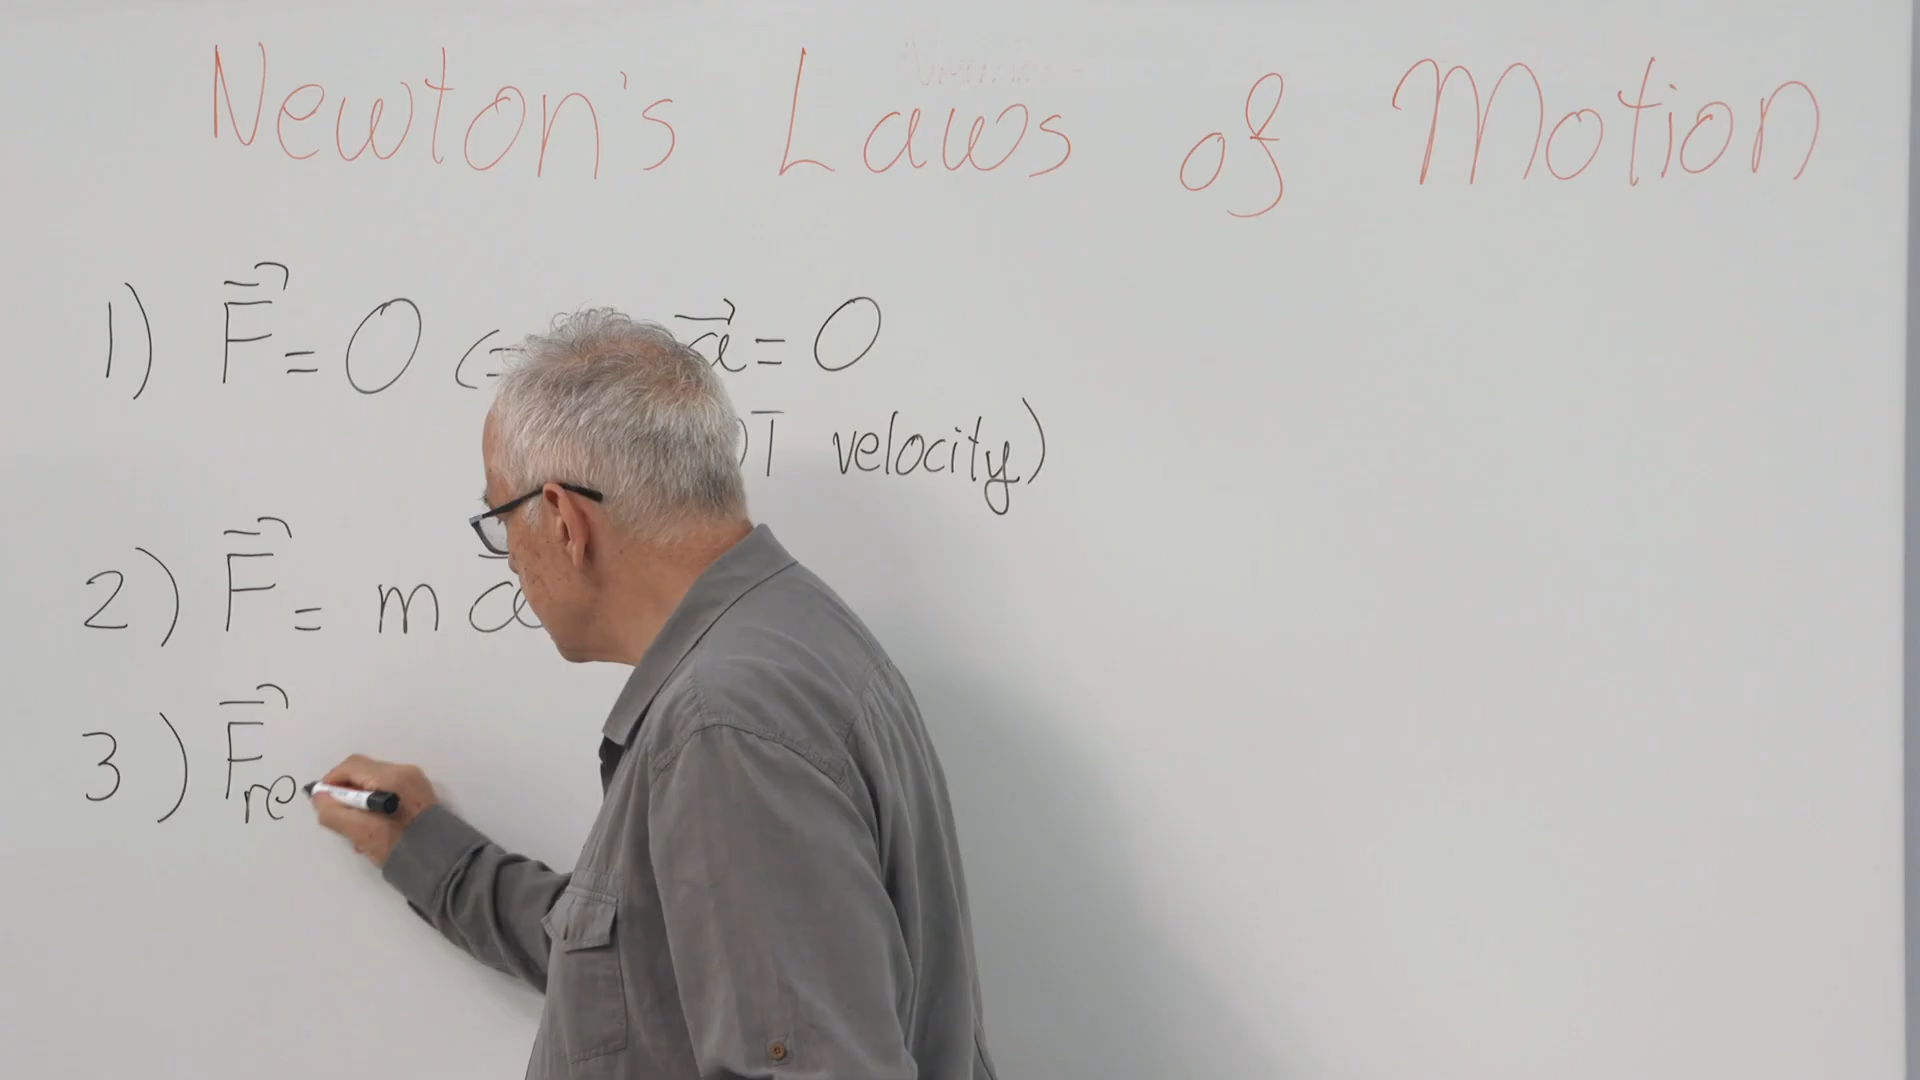 Newton's Laws of Motion
1) F⃗ = 0 (= a⃗ = 0
velocity)
2) F⃗ = m a⃗
3) F⃗re